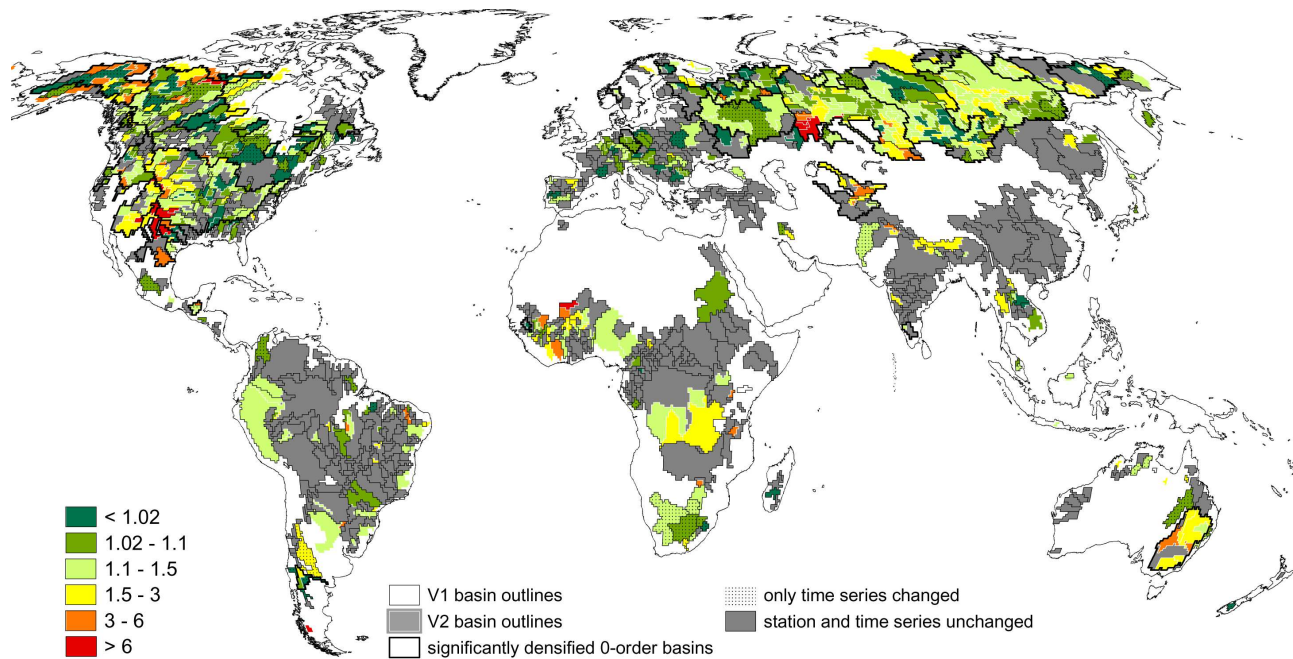 < 1.02
1.02 - 1.1
1.1 - 1.5
1.5 - 3
3 - 6
> 6
V1 basin outlines
V2 basin outlines
significantly densified 0-order basins
only time series changed
station and time series unchanged